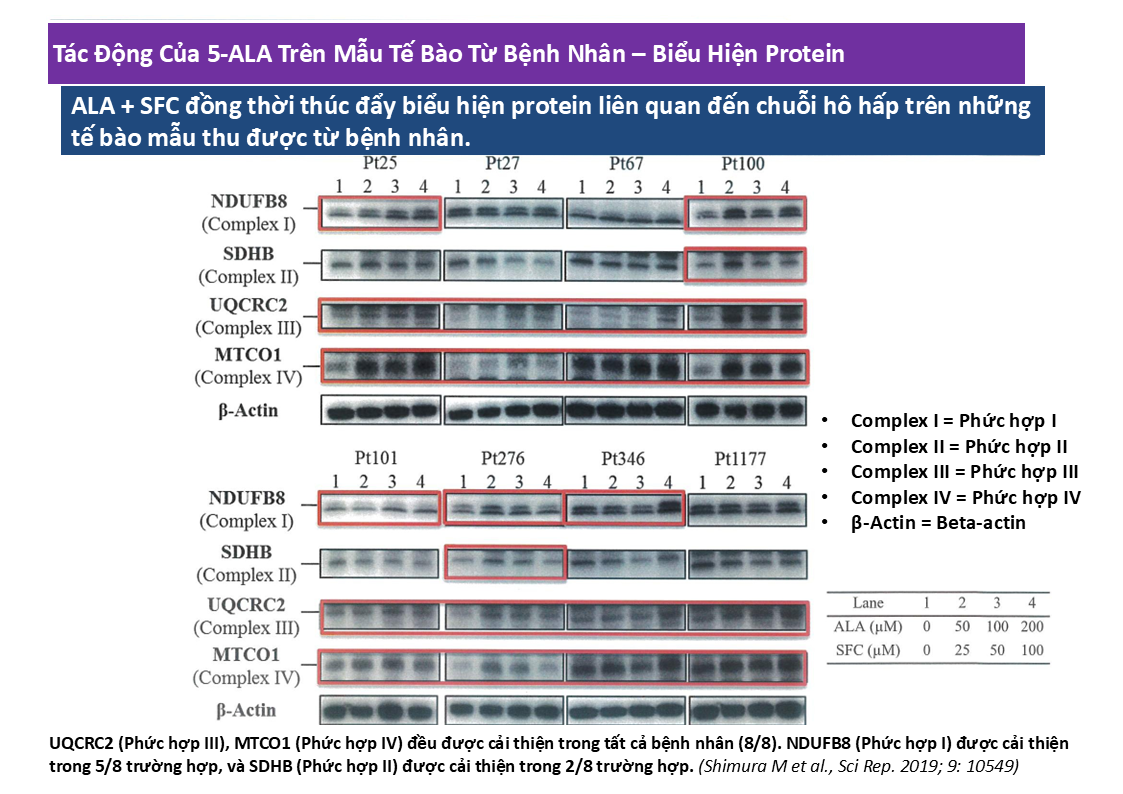 Tác Động Của 5-ALA Trên Mẫu Tế Bào Từ Bệnh Nhân – Biểu Hiện Protein
ALA + SFC đồng thời thúc đẩy biểu hiện protein liên quan đến chuỗi hô hấp trên những
tế bào mẫu thu được từ bệnh nhân.
Pt25 Pt27 Pt67 Pt100
1 2 3 4 1 2 3 4 1 2 3 4 1 2 3 4
NDUFB8
(Complex I)
SDHB
(Complex II)
UQCRC2
(Complex III)
MTCO1
(Complex IV)
β-Actin
Pt101 Pt276 Pt346 Pt1177
1 2 3 4 1 2 3 4 1 2 3 4 1 2 3 4
NDUFB8
(Complex I)
SDHB
(Complex II)
UQCRC2
(Complex III)
MTCO1
(Complex IV)
β-Actin
• Complex I = Phức hợp I
• Complex II = Phức hợp II
• Complex III = Phức hợp III
• Complex IV = Phức hợp IV
• β-Actin = Beta-actin
Lane 1 2 3 4
ALA (µM) 0 50 100 200
SFC (µM) 0 25 50 100
UQCRC2 (Phức hợp III), MTCO1 (Phức hợp IV) đều được cải thiện trong tất cả bệnh nhân (8/8). NDUFB8 (Phức hợp I) được cải thiện
trong 5/8 trường hợp, và SDHB (Phức hợp II) được cải thiện trong 2/8 trường hợp. (Shimura M et al., Sci Rep. 2019; 9: 10549)